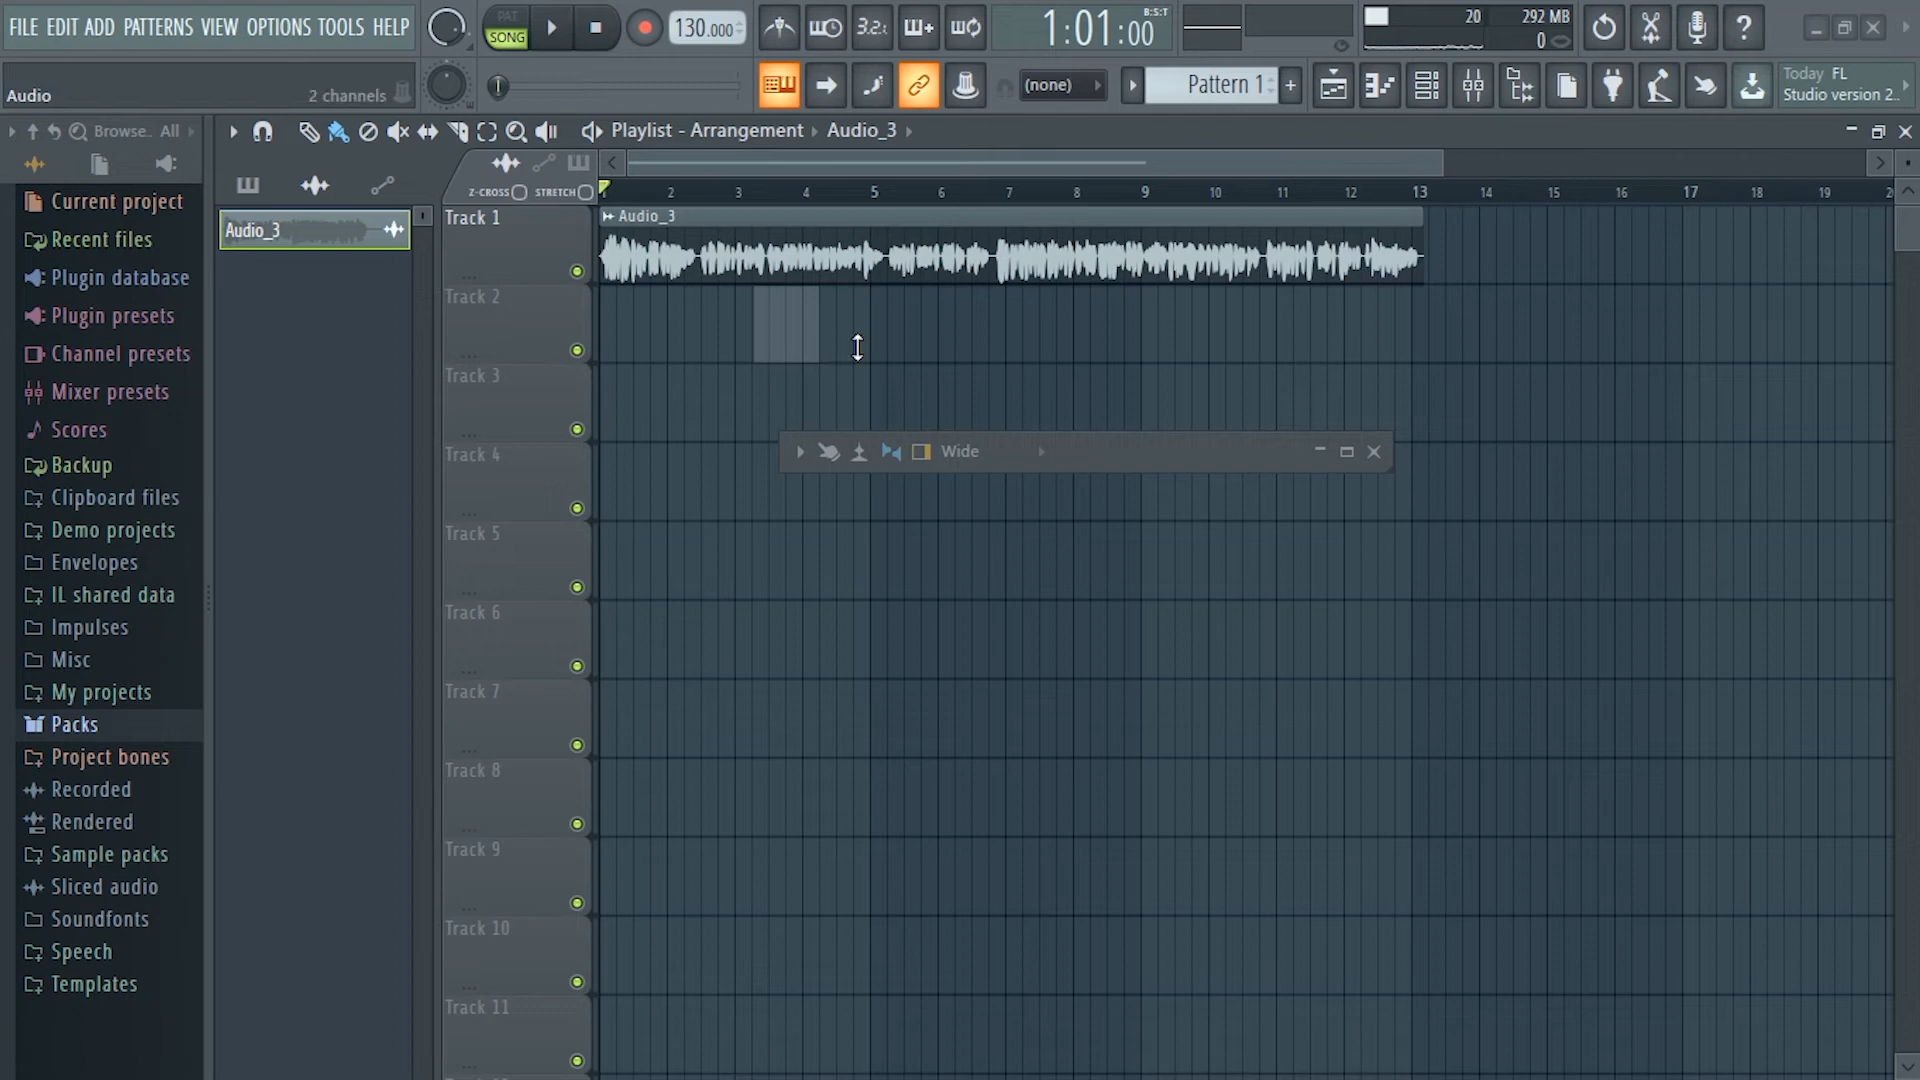 FILE EDIT ADD PATTERNS VIEW OPTIONS TOOLS HELP
PAT
SONG
130.000
3.2.:
1:01:00
B:S:T
20
292 MB
0
Audio
2 channels
(none)
Pattern 1
Today FL
Studio version 2..
Browse.. All
Playlist - Arrangement
Audio_3
Z-CROSS
STRETCH
1 2 3 4 5 6 7 8 9 10 11 12 13 14 15 16 17 18 19
Current project
Recent files
Plugin database
Plugin presets
Channel presets
Mixer presets
Scores
Backup
Clipboard files
Demo projects
Envelopes
IL shared data
Impulses
Misc
My projects
Packs
Project bones
Recorded
Rendered
Sample packs
Sliced audio
Soundfonts
Speech
Templates
Audio_3
Track 1
Audio_3
Track 2
Track 3
Track 4
Wide
Track 5
Track 6
Track 7
Track 8
Track 9
Track 10
Track 11